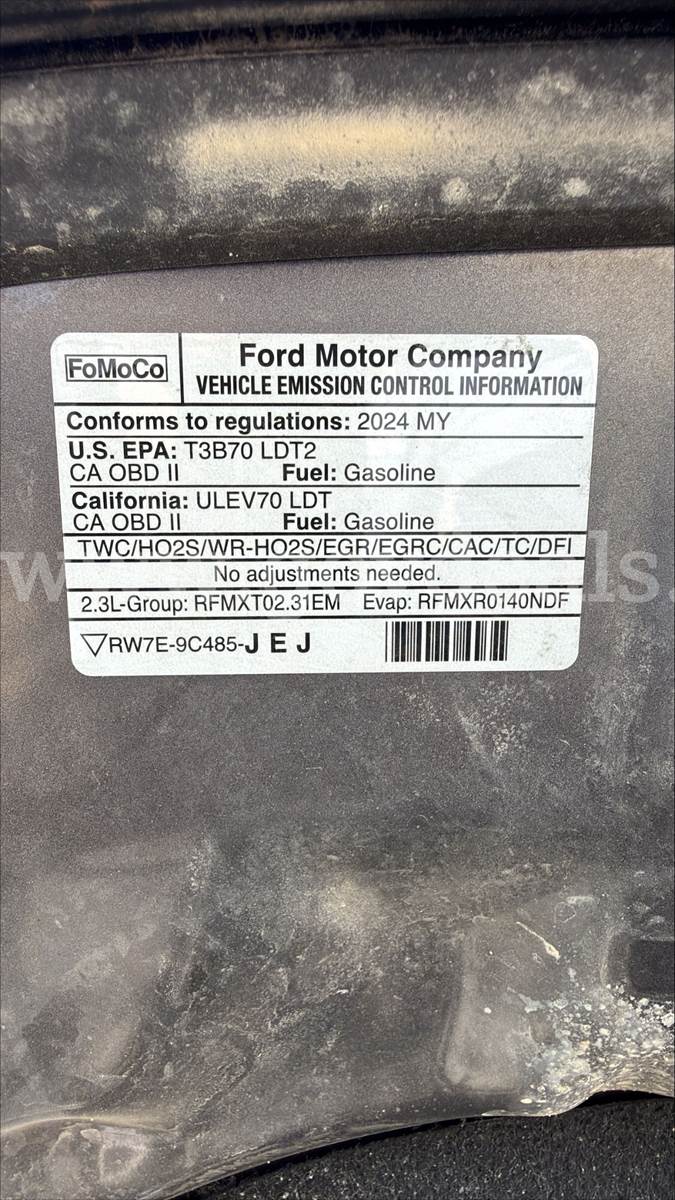 FoMoCo
Ford Motor Company
VEHICLE EMISSION CONTROL INFORMATION
Conforms to regulations: 2024 MY
U.S. EPA: T3B70 LDT2
CA OBD II Fuel: Gasoline
California: ULEV70 LDT
CA OBD II Fuel: Gasoline
TWC/HO2S/WR-HO2S/EGR/EGRC/CAC/TC/DFI
No adjustments needed.
2.3L-Group: RFMXT02.31EM Evap: RFMXR0140NDF
RW7E-9C485-J E J